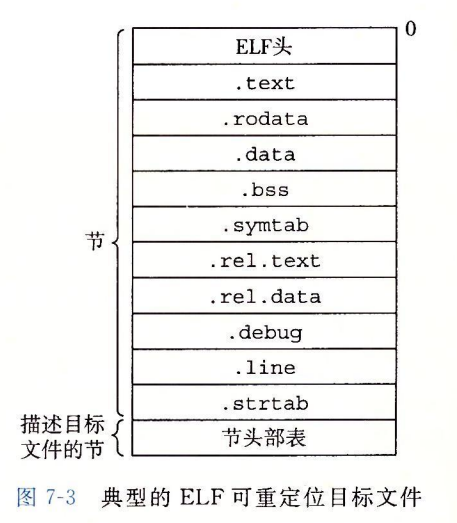 0
ELF头
.text
.rodata
.data
.bss
.symtab
.rel.text
.rel.data
.debug
.line
.strtab
节
描述目标
文件的节
节头部表
图 7-3 典型的 ELF 可重定位目标文件